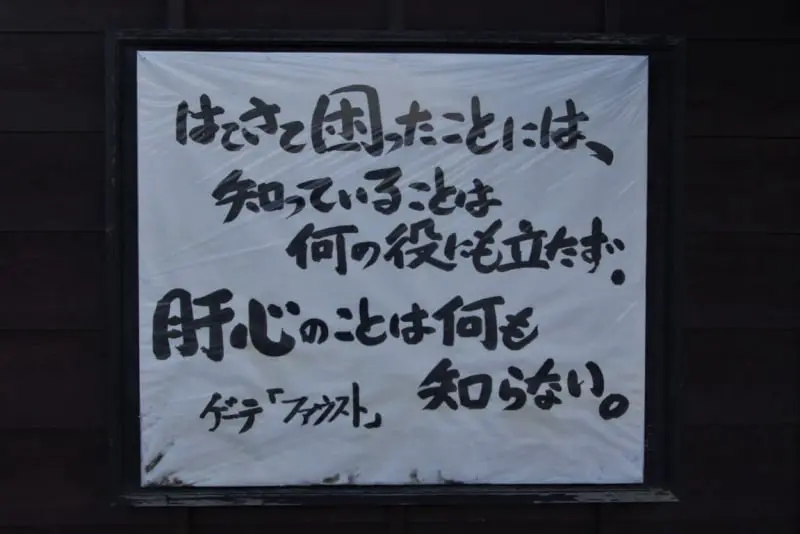 はてさて困ったことには、
知っていることは
何の役にも立たず.
肝心のことは何も
知らない。
ゲーテ「ファウスト」